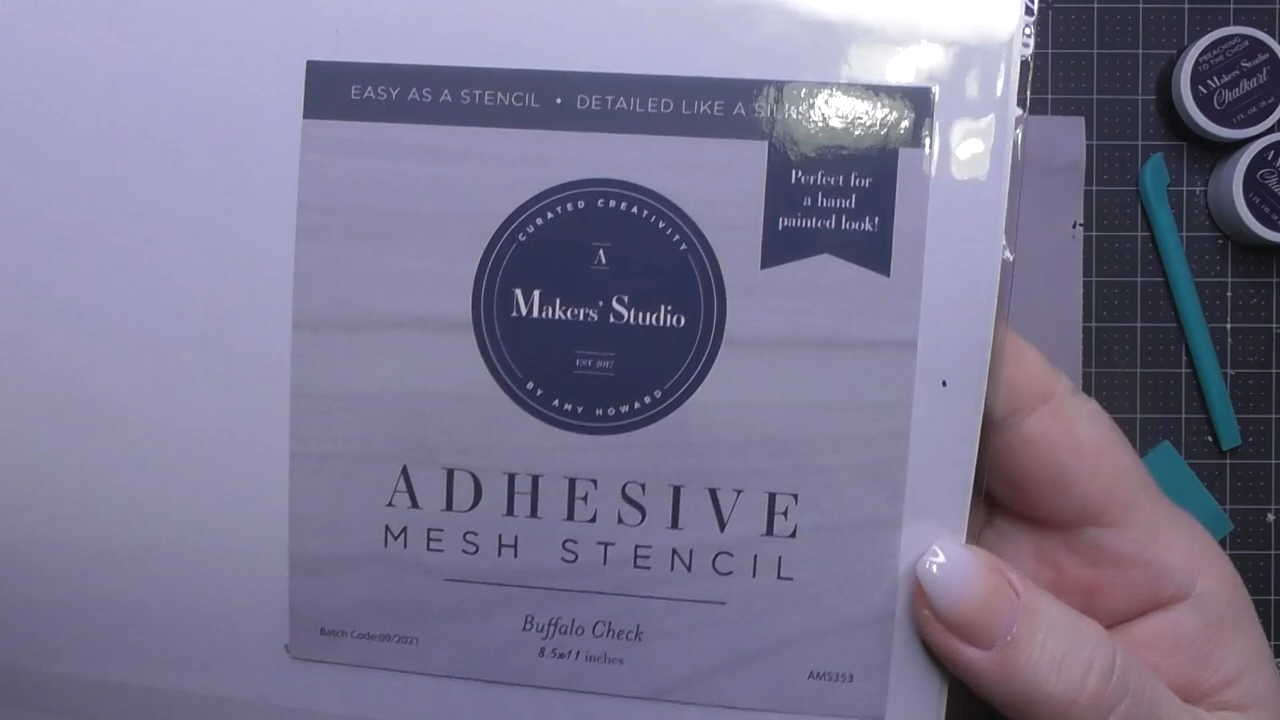 EASY AS A STENCIL • DETAILED LIKE A
Perfect for
a hand
painted look!
CURATED CREATIVITY
A
Makers' Studio
EST 2017
BY AMY HOWARD
ADHESIVE
MESH STENCIL
Buffalo Check
8.5x11 inches
Batch Code:09/2021
AMS353
PREACHING
TO THE CHOIR
A Makers' Studio
Chalkart